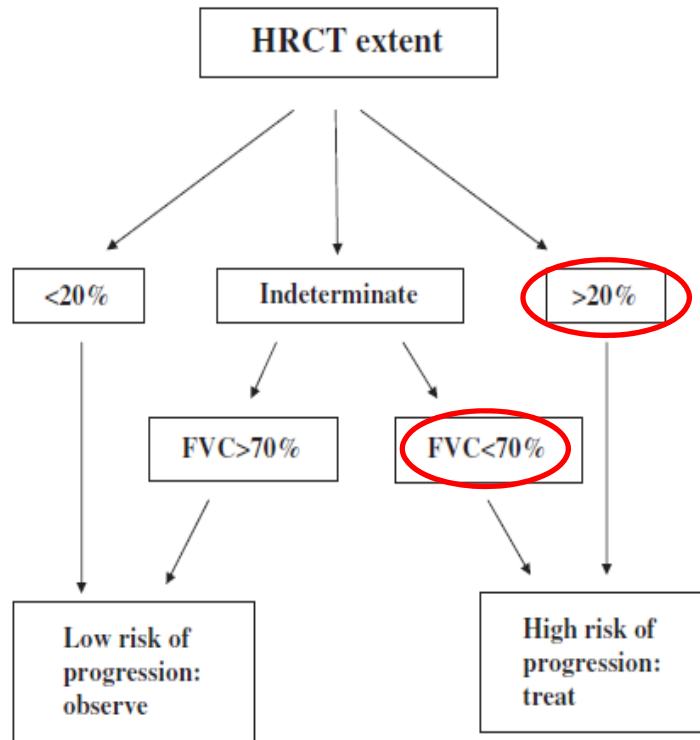 HRCT extent
<20%
Indeterminate
>20%
FVC>70%
FVC<70%
Low risk of
progression:
observe
High risk of
progression:
treat